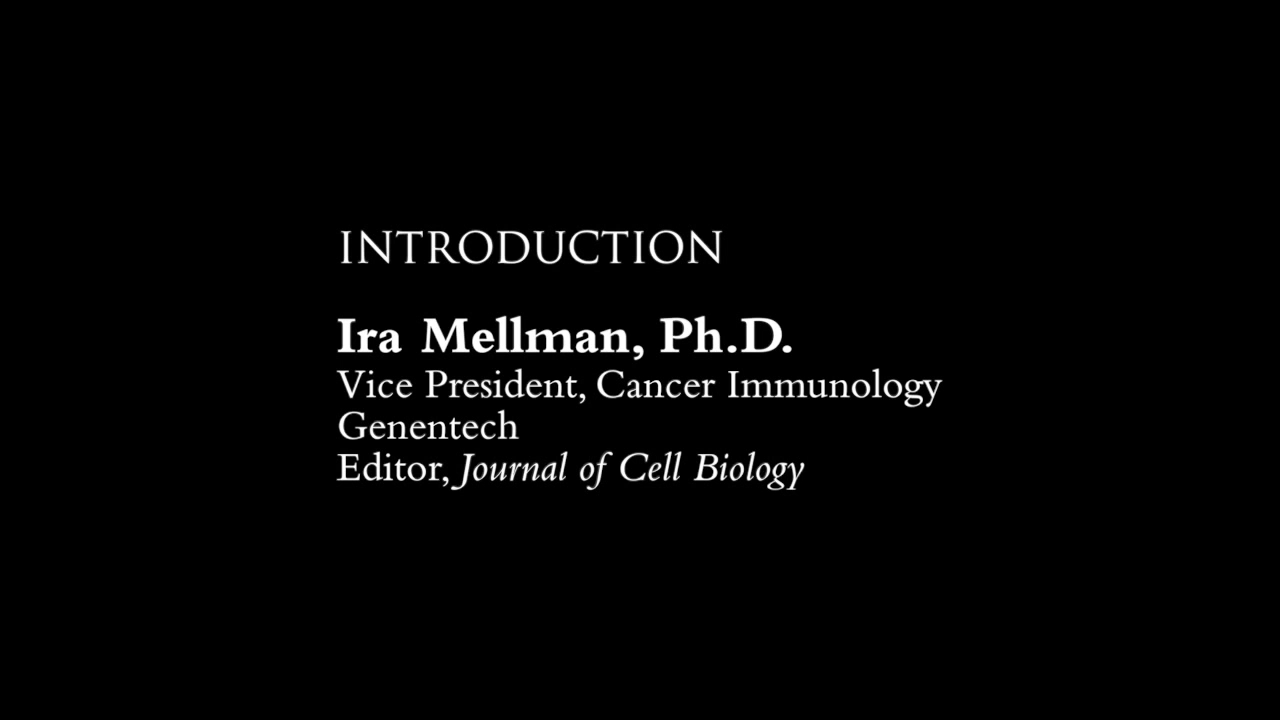 INTRODUCTION
Ira Mellman, Ph.D.
Vice President, Cancer Immunology
Genentech
Editor, Journal of Cell Biology